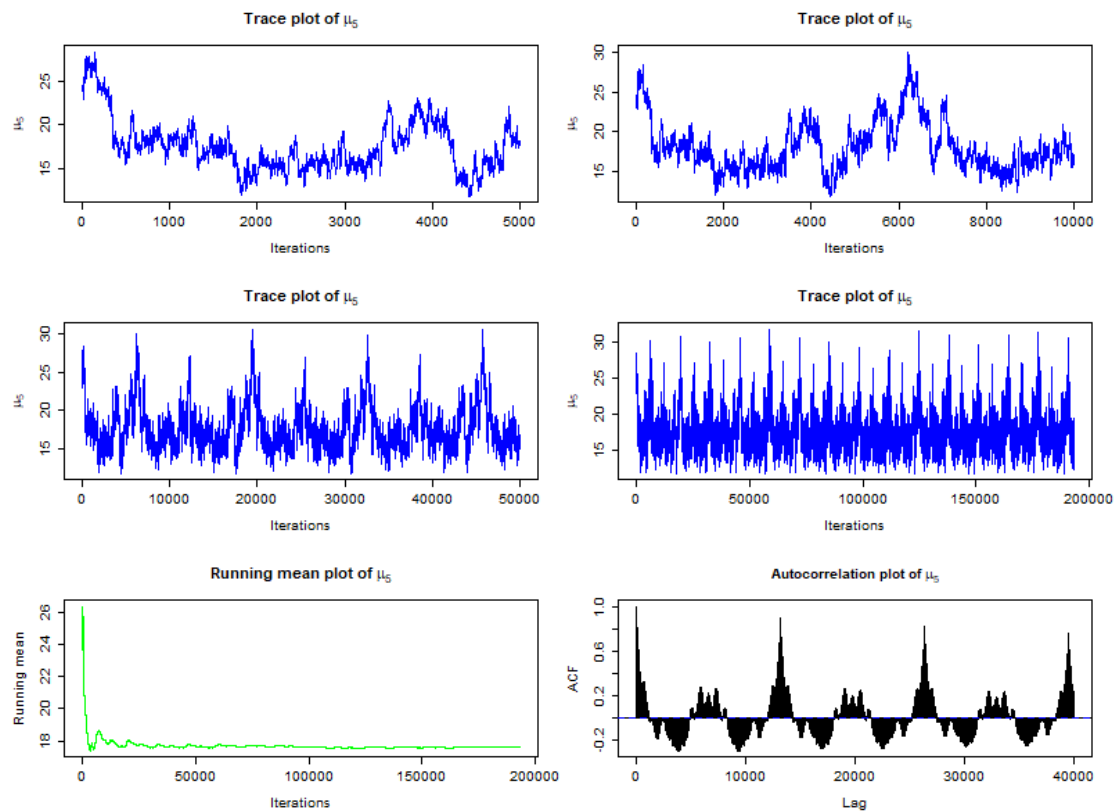 Trace plot of μ₅
μ₅
25
20
15
0 1000 2000 3000 4000 5000
Iterations
Trace plot of μ₅
μ₅
30
25
20
15
0 2000 4000 6000 8000 10000
Iterations
Trace plot of μ₅
μ₅
30
25
20
15
0 10000 20000 30000 40000 50000
Iterations
Trace plot of μ₅
μ₅
30
25
20
15
0 50000 100000 150000 200000
Iterations
Running mean plot of μ₅
Running mean
26
24
22
20
18
0 50000 100000 150000 200000
Iterations
Autocorrelation plot of μ₅
ACF
1.0
0.6
0.2
-0.2
0 10000 20000 30000 40000
Lag